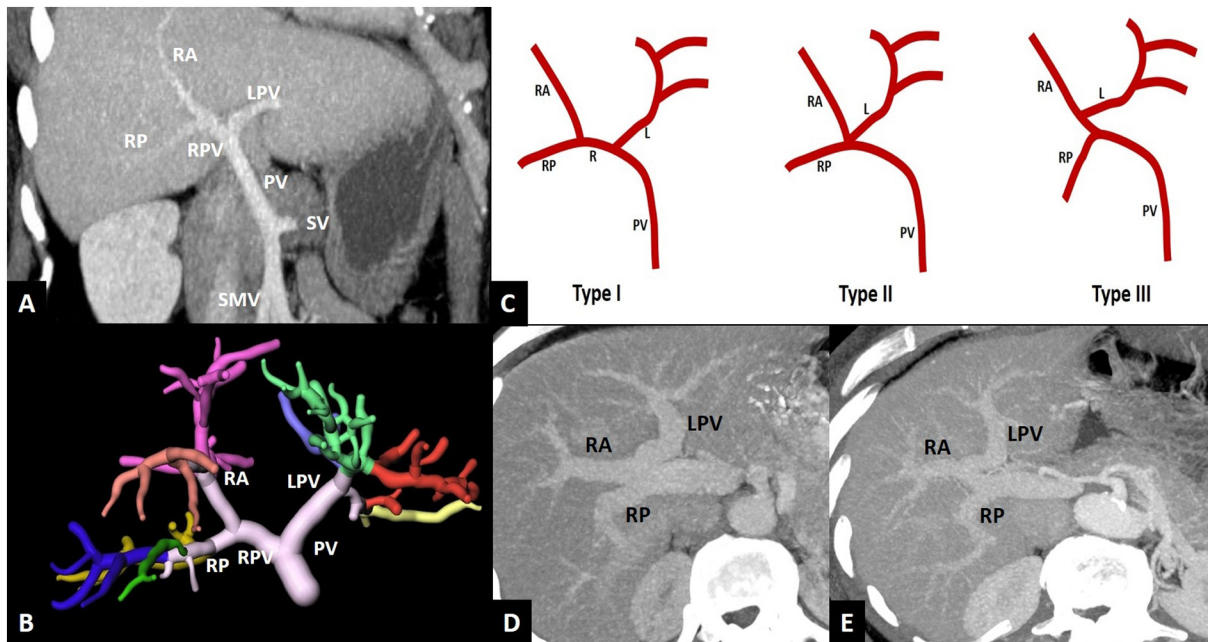 RA
LPV
RP
RPV
PV
SV
SMV
A
RA
L
RP
R
PV
Type I
RA
L
RP
PV
Type II
RA
L
RP
PV
Type III
C
RA
LPV
RP
RPV
PV
B
LPV
RA
RP
D
LPV
RA
RP
E